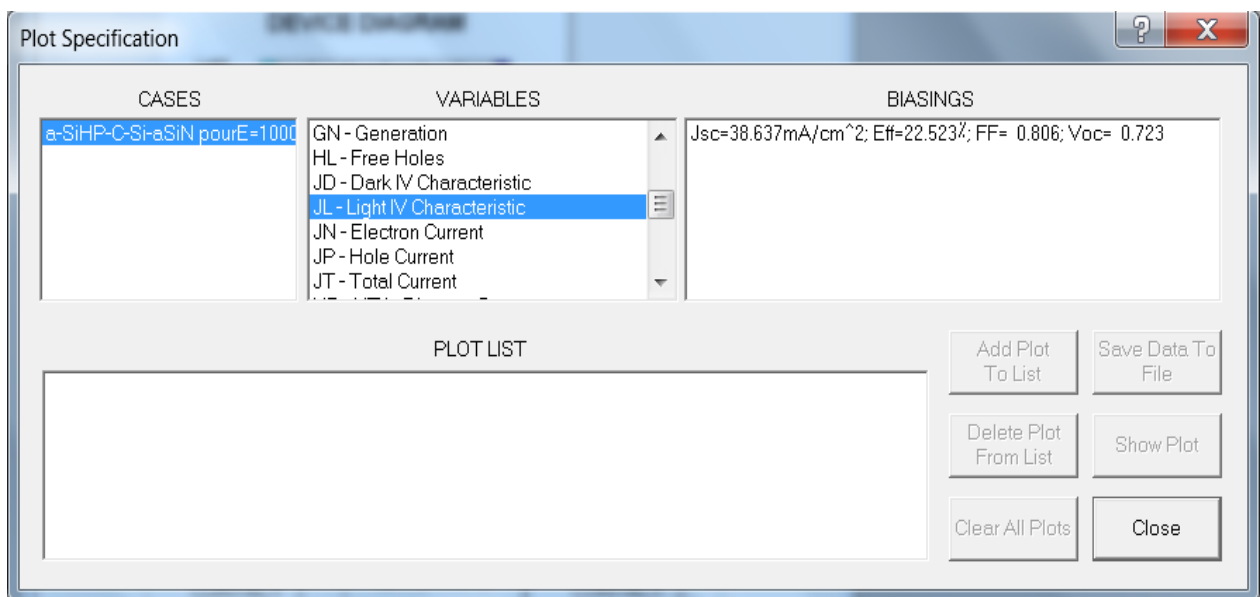 DEVICE DIAGRAM
Plot Specification
?
X
CASES
VARIABLES
BIASINGS
a-SiHP-C-Si-aSiN pourE=1000
GN - Generation
HL - Free Holes
JD - Dark IV Characteristic
JL - Light IV Characteristic
JN - Electron Current
JP - Hole Current
JT - Total Current
Jsc=38.637mA/cm^2; Eff=22.523%; FF= 0.806; Voc= 0.723
PLOT LIST
Add Plot
To List
Save Data To
File
Delete Plot
From List
Show Plot
Clear All Plots
Close